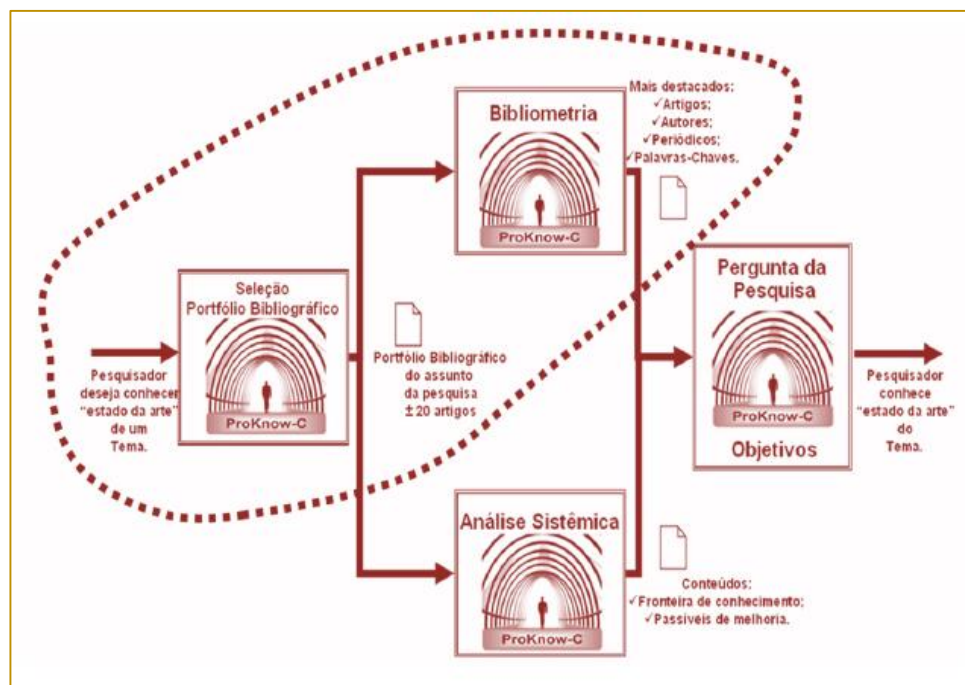 Pesquisador
deseja conhecer
“estado da arte”
de um
Tema.
Seleção
Portfólio Bibliográfico
ProKnow-C
Portfólio Bibliográfico
do assunto
da pesquisa
± 20 artigos
Bibliometria
ProKnow-C
Mais destacados:
✓Artigos;
✓Autores;
✓Periódicos;
✓Palavras-Chaves.
Análise Sistêmica
ProKnow-C
Conteúdos:
✓Fronteira de conhecimento;
✓Passíveis de melhoria.
Pergunta da
Pesquisa
ProKnow-C
Objetivos
Pesquisador
conhece
“estado da arte”
do
Tema.